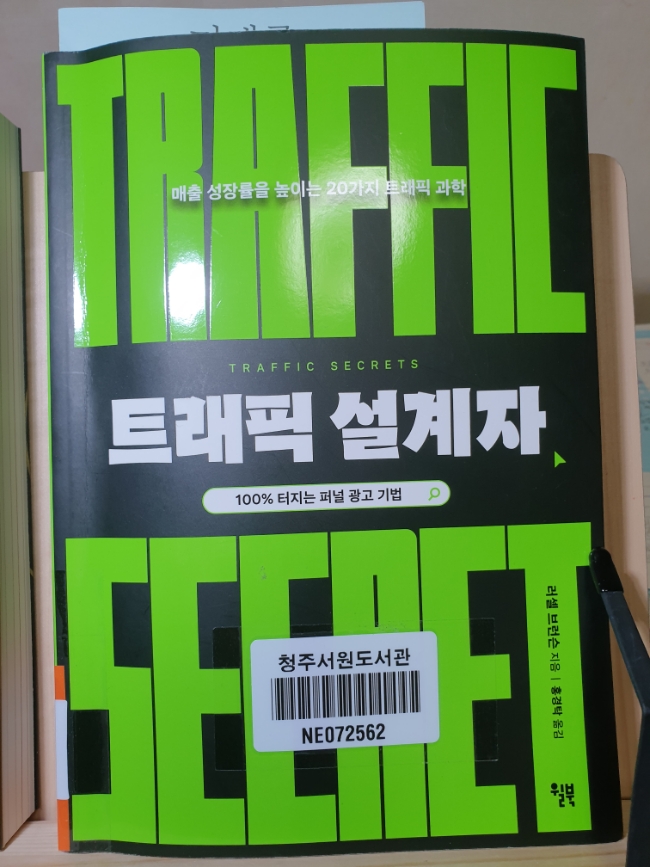 TRAFFIC
매출 성장률을 높이는 20가지 트래픽 과학
TRAFFIC SECRETS
트래픽 설계자
100% 터지는 퍼널 광고 기법
SECRET
러셀 브런슨 지음 | 홍경탁 옮김
청주서원도서관
NE072562
윌북